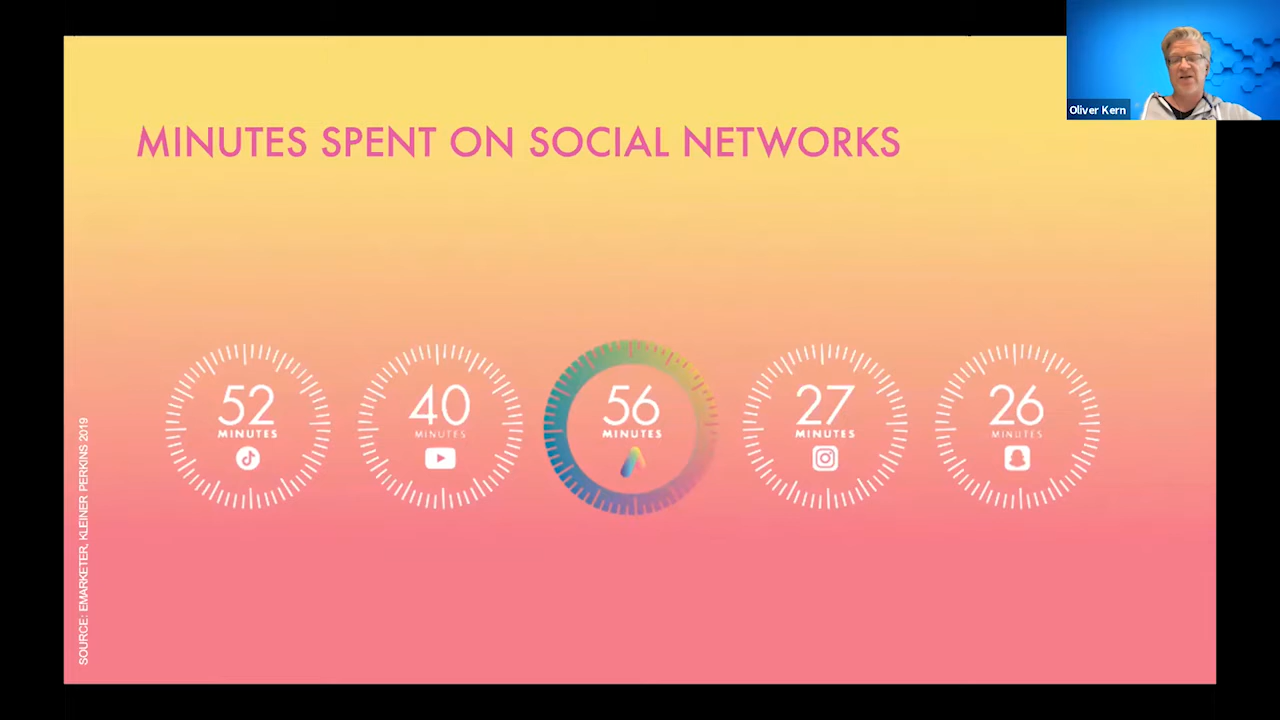 Oliver Kern
MINUTES SPENT ON SOCIAL NETWORKS
52
MINUTES
40
MINUTES
56
MINUTES
27
MINUTES
26
MINUTES
SOURCE: EMARKETER, KLEINER PERKINS 2019